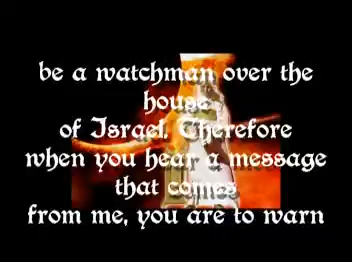 be a watchman over the
house
of Israel. Therefore
when you hear a message
that comes
from me, you are to warn